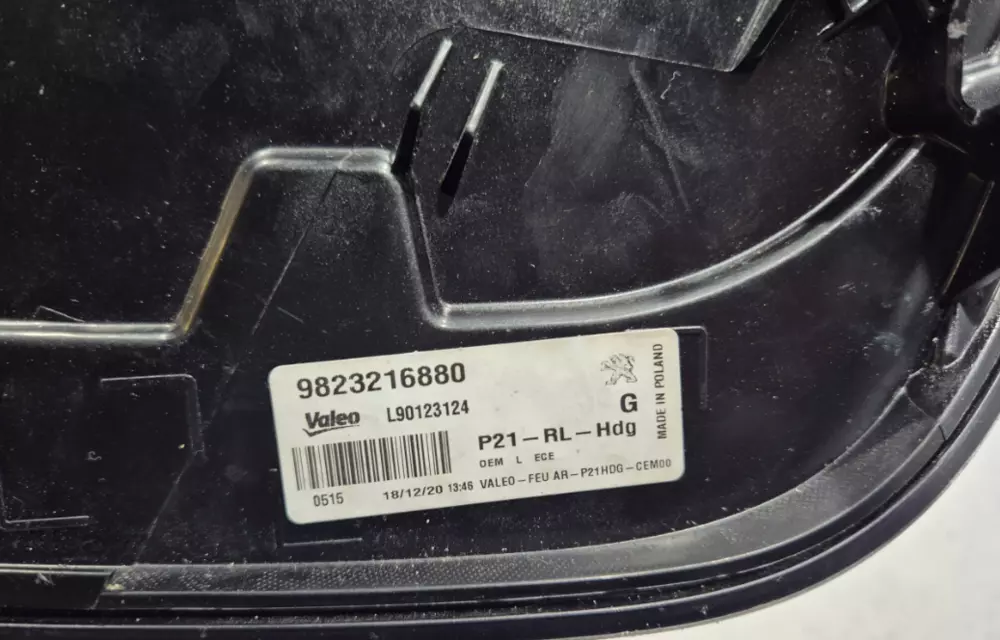 9823216880
Valeo L90123124
G
P21-RL-Hdg
OEM L ECE
0515 18/12/20 13:46 VALEO-FEU AR-P21HDG-CEM00
MADE IN POLAND